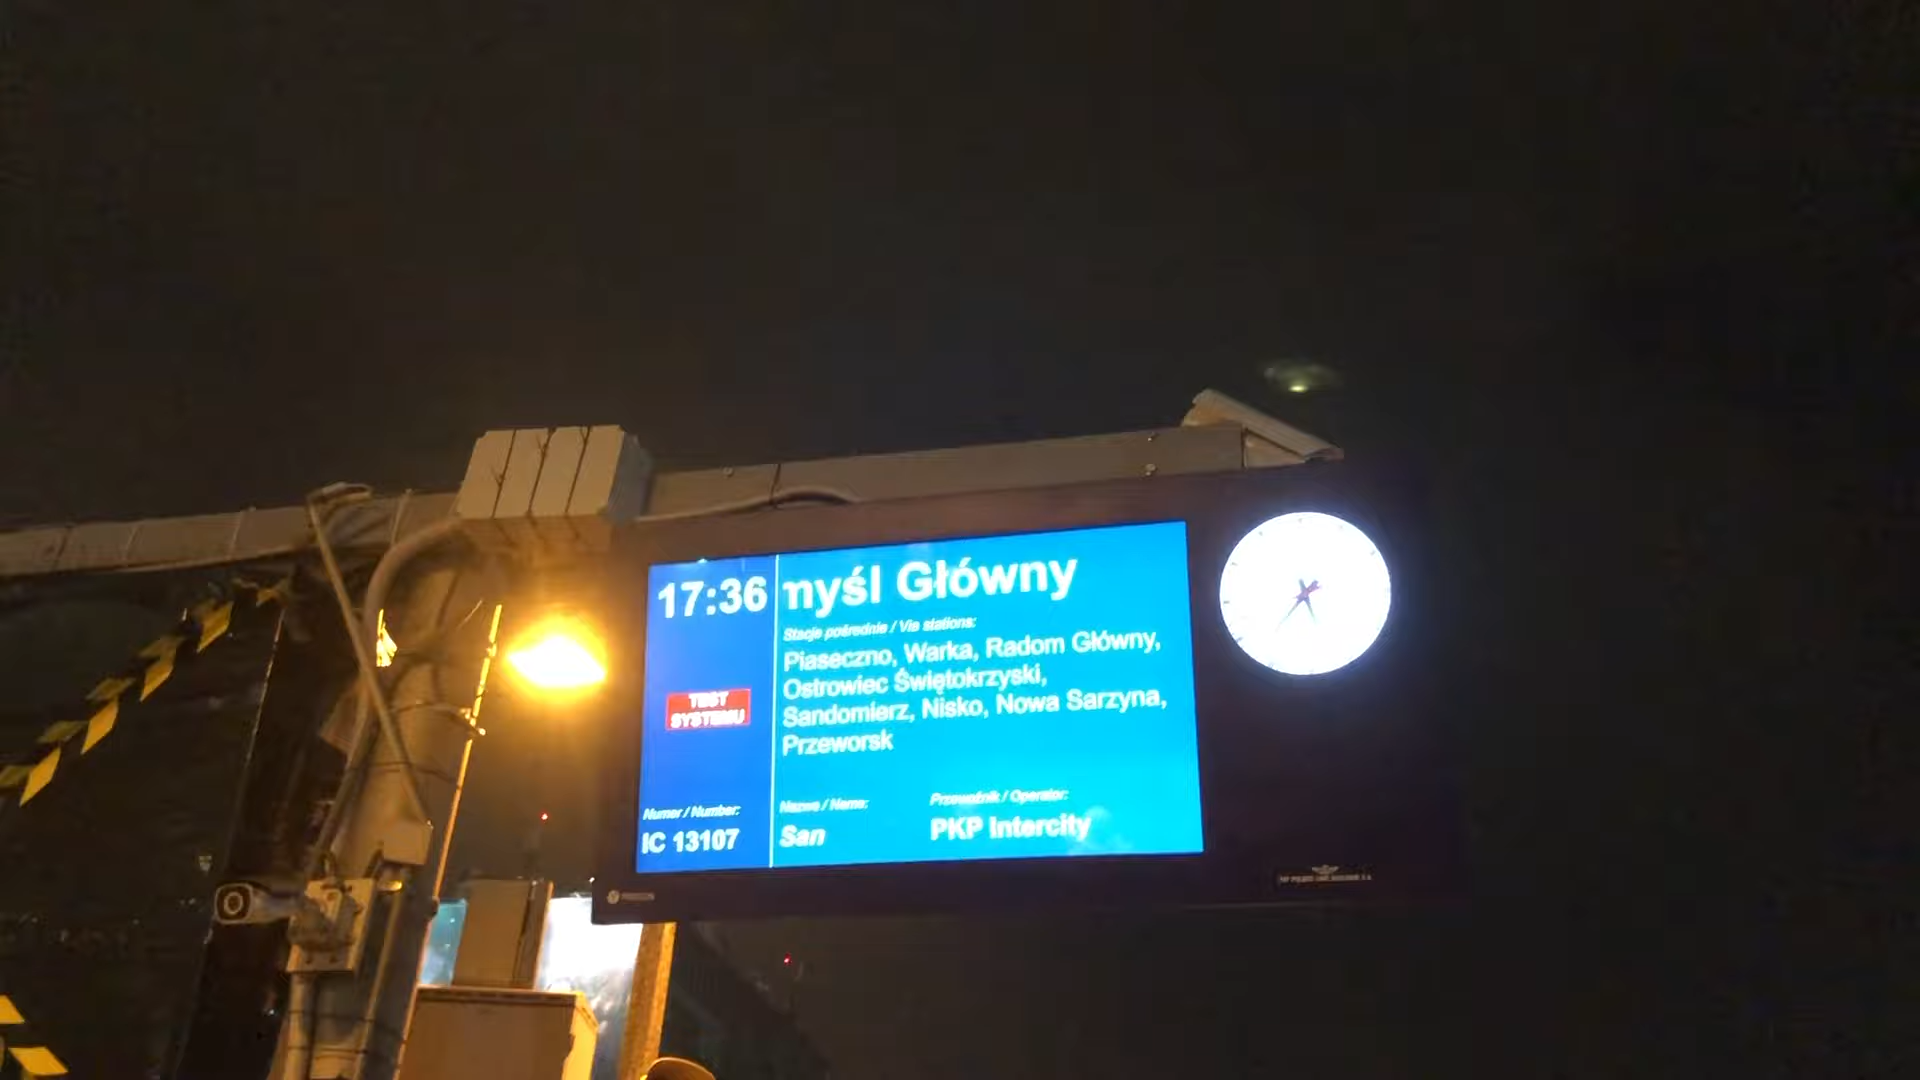 17:36
myśl Główny
Stacje pośrednie / Via stations:
Piaseczno, Warka, Radom Główny,
Ostrowiec Świętokrzyski,
Sandomierz, Nisko, Nowa Sarzyna,
Przeworsk
TEST
SYSTEMU
Numer / Number:
IC 13107
Nazwa / Name:
San
Przewoźnik / Operator:
PKP Intercity